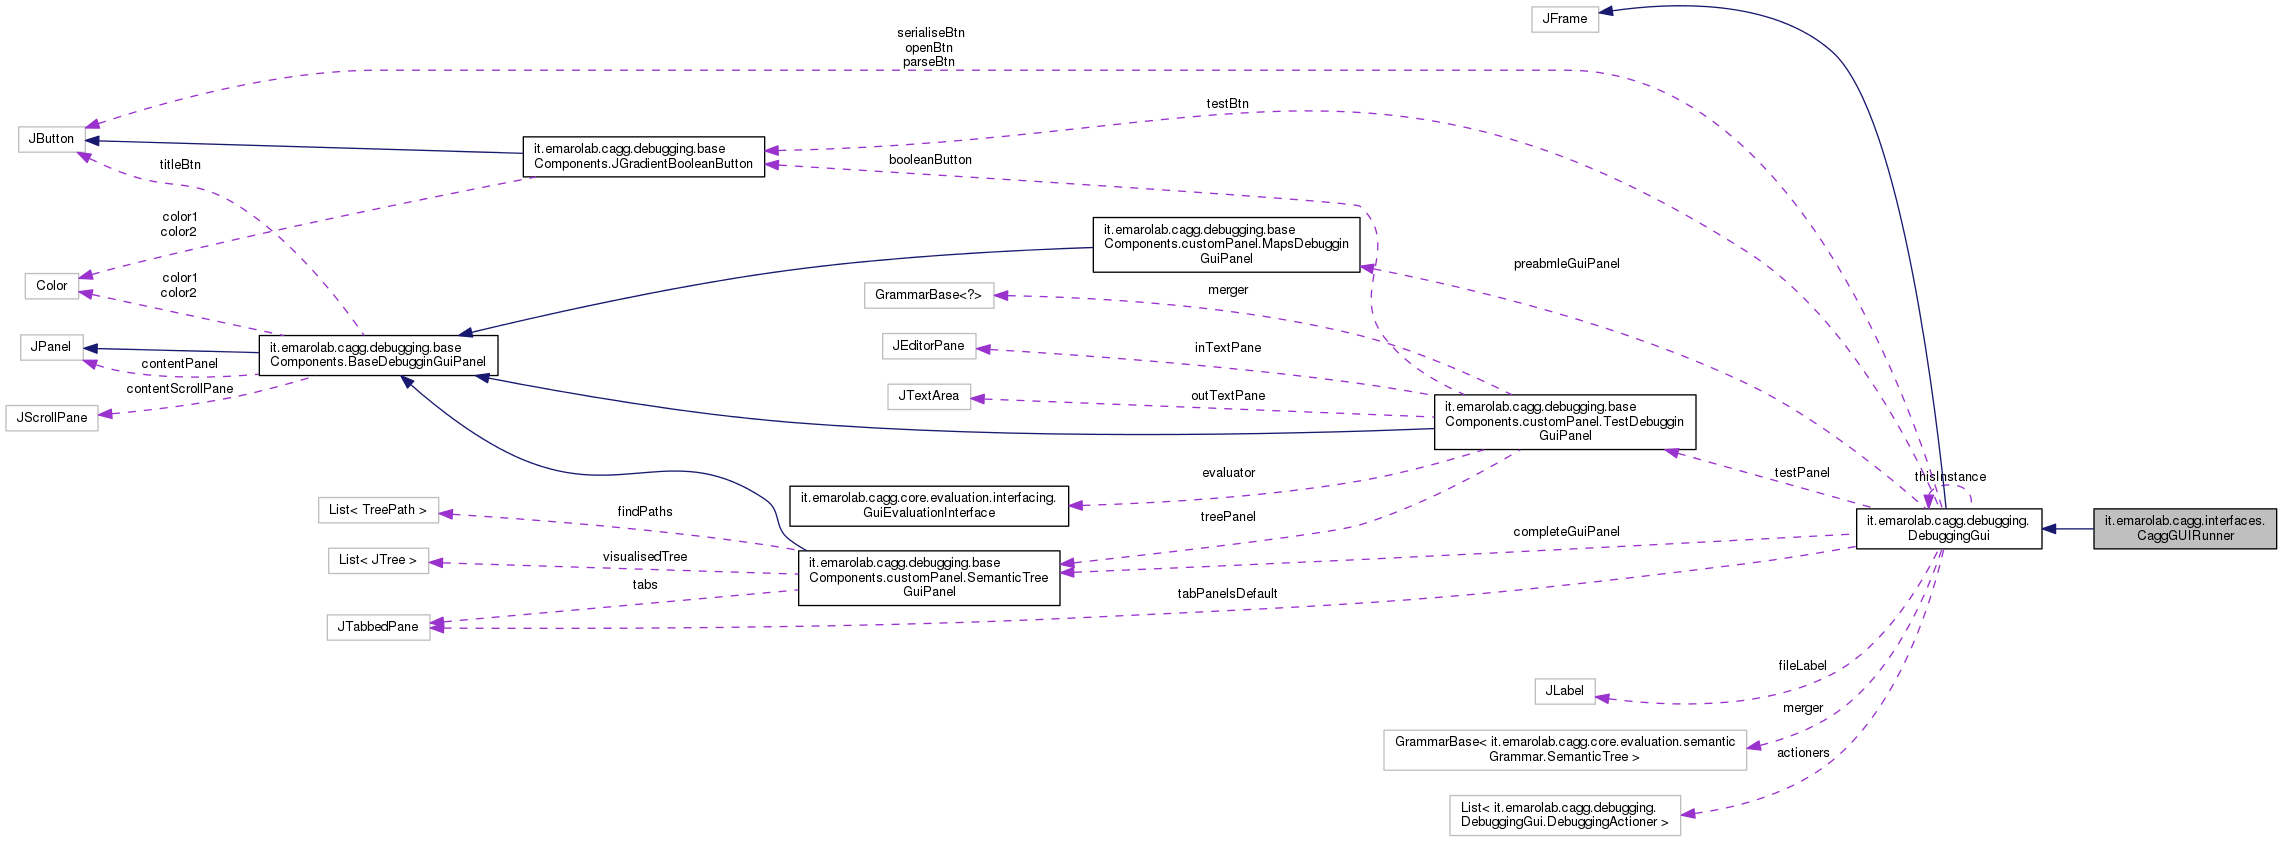 JFrame
serialiseBtn
openBtn
parseBtn
testBtn
JButton
it.emarolab.cagg.debugging.base
Components.JGradientBooleanButton
booleanButton
titleBtn
color1
color2
it.emarolab.cagg.debugging.base
Components.customPanel.MapsDebuggin
GuiPanel
preabmleGuiPanel
Color
color1
color2
GrammarBase<?>
merger
JPanel
it.emarolab.cagg.debugging.base
Components.BaseDebugginGuiPanel
contentPanel
contentScrollPane
JScrollPane
JEditorPane
inTextPane
JTextArea
outTextPane
it.emarolab.cagg.debugging.base
Components.customPanel.TestDebuggin
GuiPanel
testPanel
thisInstance
evaluator
it.emarolab.cagg.core.evaluation.interfacing.
GuiEvaluationInterface
treePanel
List< TreePath >
findPaths
it.emarolab.cagg.debugging.
DebuggingGui
it.emarolab.cagg.interfaces.
CaggGUIRunner
completeGuiPanel
List< JTree >
visualisedTree
it.emarolab.cagg.debugging.base
Components.customPanel.SemanticTree
GuiPanel
tabs
tabPanelsDefault
JTabbedPane
fileLabel
JLabel
merger
GrammarBase< it.emarolab.cagg.core.evaluation.semantic
Grammar.SemanticTree >
actioners
List< it.emarolab.cagg.debugging.
DebuggingGui.DebuggingActioner >